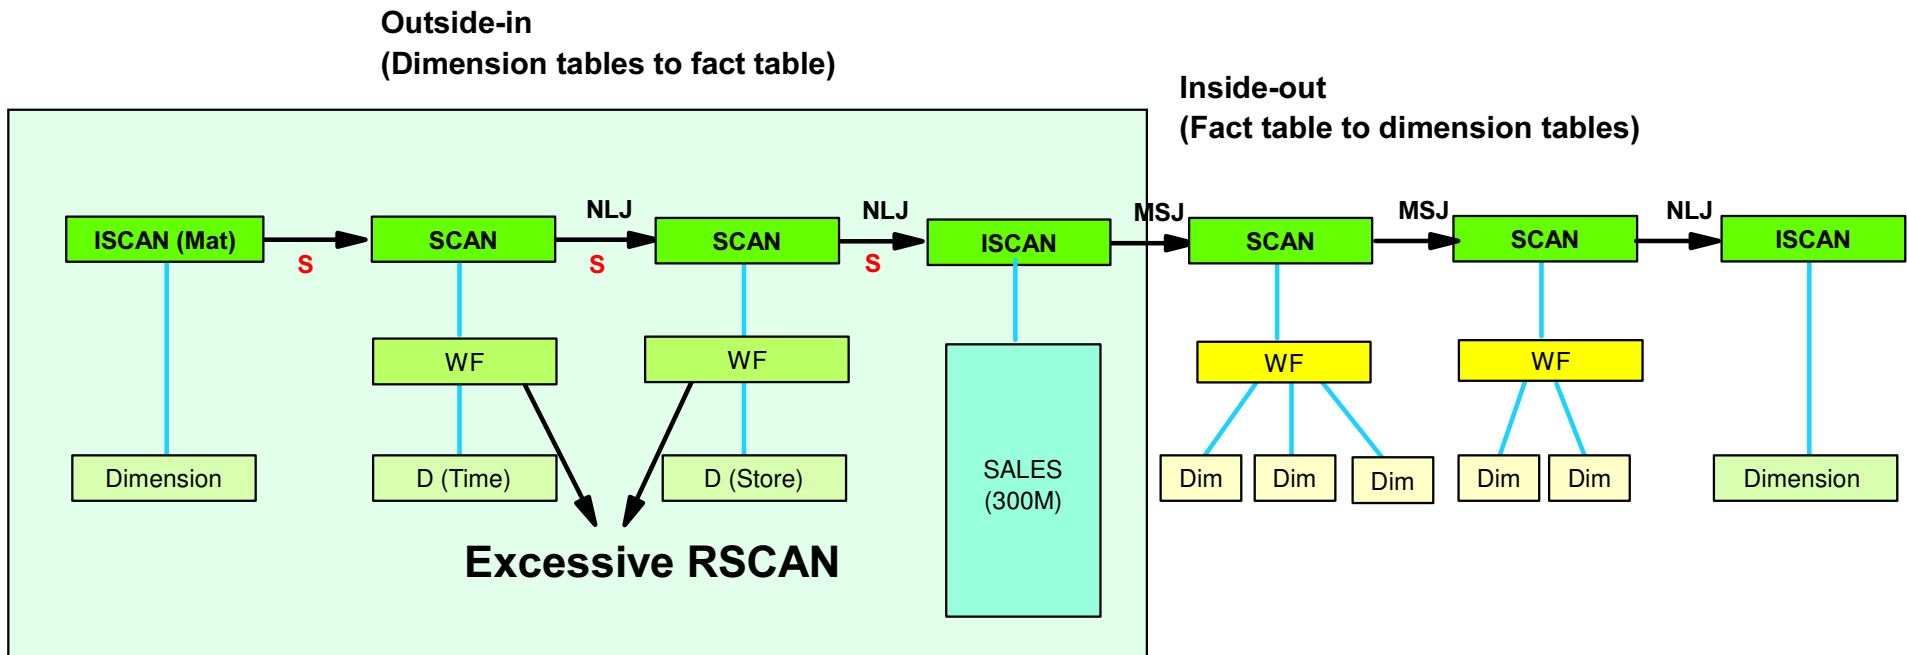 Outside-in
(Dimension tables to fact table)
Inside-out
(Fact table to dimension tables)
NLJ
NLJ
MSJ
MSJ
NLJ
ISCAN (Mat)
SCAN
SCAN
ISCAN
SCAN
SCAN
ISCAN
S
S
S
WF
WF
WF
WF
Dimension
D (Time)
D (Store)
SALES
(300M)
Dim
Dim
Dim
Dim
Dim
Dimension
Excessive RSCAN